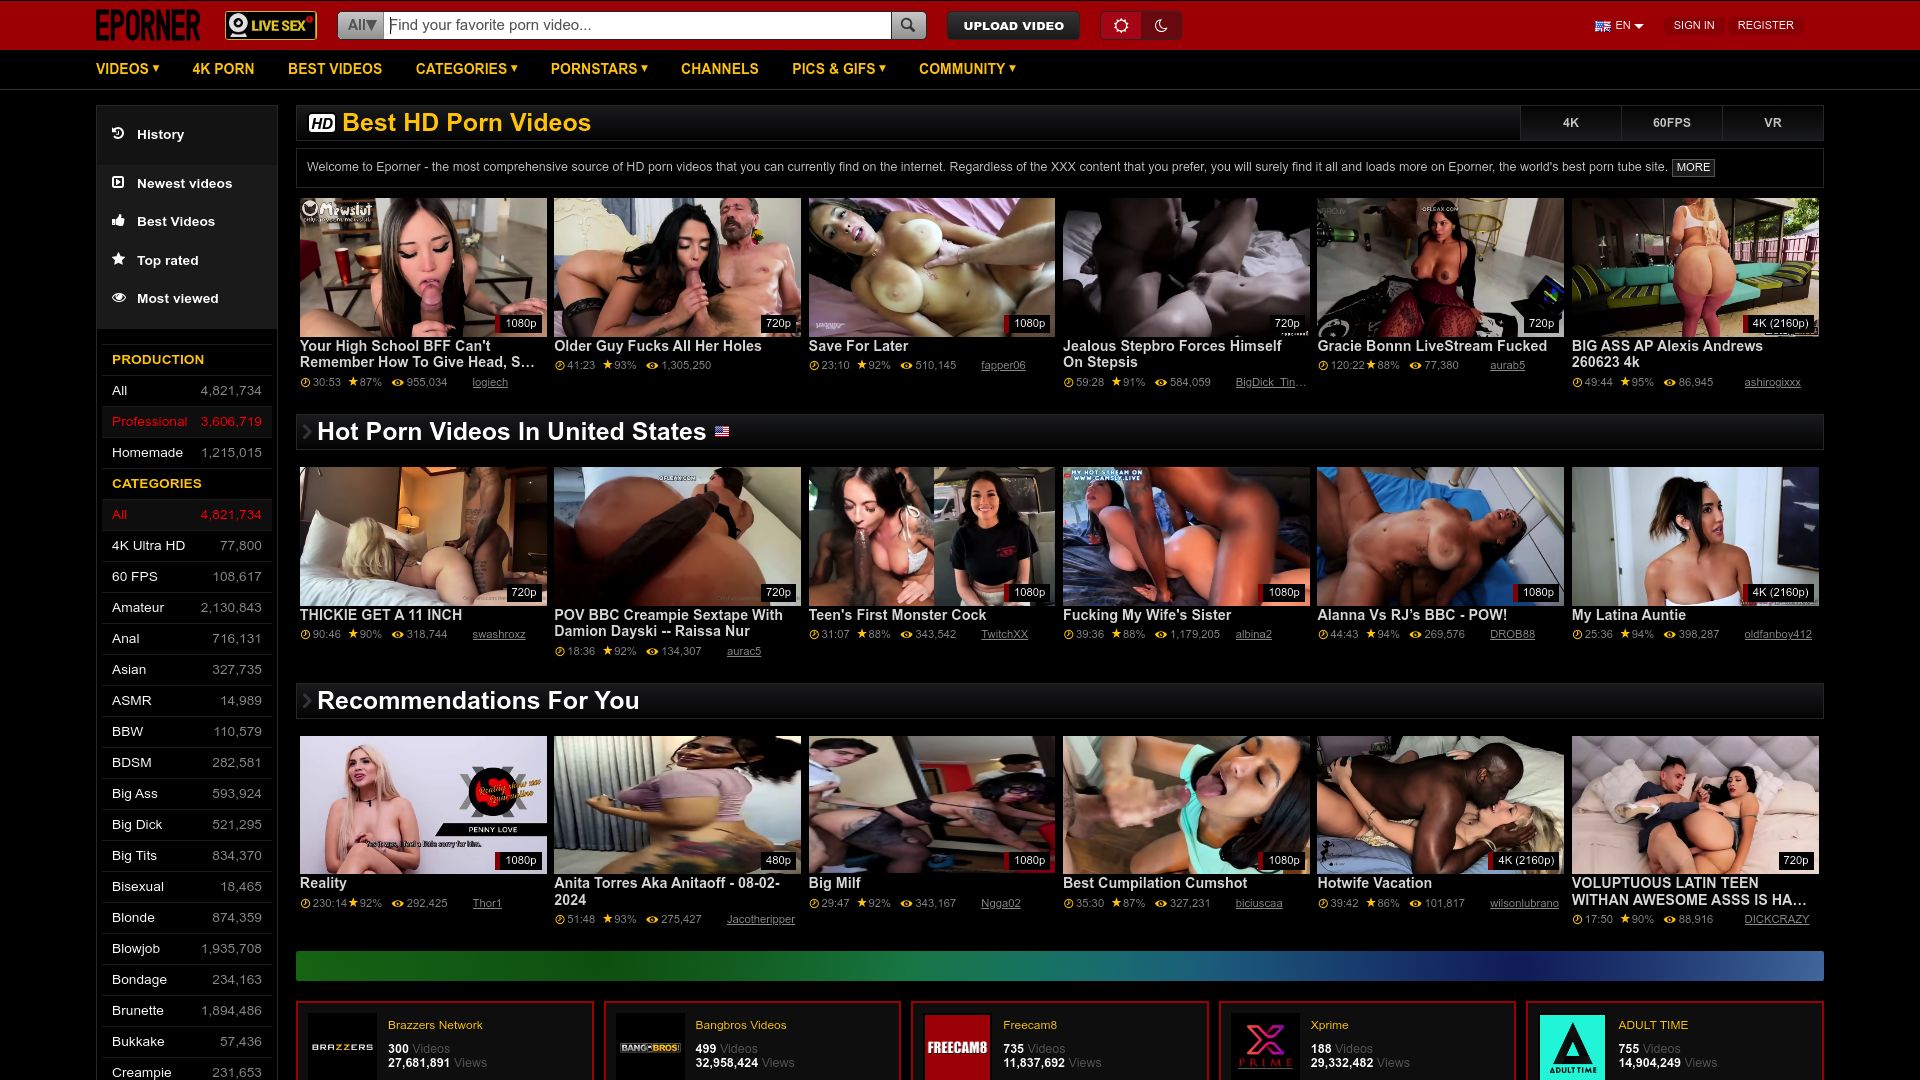 EPORNER
LIVE SEX
All▾
Find your favorite porn video...
UPLOAD VIDEO
EN
SIGN IN
REGISTER
VIDEOS ▾
4K PORN
BEST VIDEOS
CATEGORIES ▾
PORNSTARS ▾
CHANNELS
PICS & GIFS ▾
COMMUNITY ▾
History
Newest videos
Best Videos
Top rated
Most viewed
PRODUCTION
All 4,821,734
Professional 3,606,719
Homemade 1,215,015
CATEGORIES
All 4,821,734
4K Ultra HD 77,800
60 FPS 108,617
Amateur 2,130,843
Anal 716,131
Asian 327,735
ASMR 14,989
BBW 110,579
BDSM 282,581
Big Ass 593,924
Big Dick 521,295
Big Tits 834,370
Bisexual 18,465
Blonde 874,359
Blowjob 1,935,708
Bondage 234,163
Brunette 1,894,486
Bukkake 57,436
Creampie 231,653
HD Best HD Porn Videos
4K
60FPS
VR
Welcome to Eporner - the most comprehensive source of HD porn videos that you can currently find on the internet. Regardless of the XXX content that you prefer, you will surely find it all and loads more on Eporner, the world's best porn tube site. MORE
Mewslut
1080p
Your High School BFF Can't
Remember How To Give Head, S...
30:53 87% 955,034 logiech
720p
Older Guy Fucks All Her Holes
41:23 93% 1,305,250
1080p
Save For Later
23:10 92% 510,145 fapper06
720p
Jealous Stepbro Forces Himself
On Stepsis
59:28 91% 584,059 BigDick_Tin...
OFLEAX.COM
720p
Gracie Bonnn LiveStream Fucked
120:22 88% 77,380 aurab5
4K (2160p)
BIG ASS AP Alexis Andrews
260623 4k
49:44 95% 86,945 ashirogixxx
Hot Porn Videos In United States
720p
THICKIE GET A 11 INCH
90:46 90% 318,744 swashroxz
OFLEAX.COM
720p
POV BBC Creampie Sextape With
Damion Dayski -- Raissa Nur
18:36 92% 134,307 aurac5
1080p
Teen's First Monster Cock
31:07 88% 343,542 TwitchXX
MY HOT STREAM ON
WWW.CAMSLY.LIVE
1080p
Fucking My Wife's Sister
39:36 88% 1,179,205 albina2
1080p
Alanna Vs RJ's BBC - POW!
44:43 94% 269,576 DROB88
4K (2160p)
My Latina Auntie
25:36 94% 398,287 oldfanboy412
Recommendations For You
PENNY LOVE
1080p
Reality
230:14 92% 292,425 Thor1
480p
Anita Torres Aka Anitaoff - 08-02-
2024
51:48 93% 275,427 Jacotheripper
1080p
Big Milf
29:47 92% 343,167 Ngga02
1080p
Best Cumpilation Cumshot
35:30 87% 327,231 biciuscaa
4K (2160p)
Hotwife Vacation
39:42 86% 101,817 wilsonlubrano
720p
VOLUPTUOUS LATIN TEEN
WITHAN AWESOME ASSS IS HA...
17:50 90% 88,916 DICKCRAZY
BRAZZERS
Brazzers Network
300 Videos
27,681,891 Views
BANG BROS!
Bangbros Videos
499 Videos
32,958,424 Views
FREECAM8
Freecam8
735 Videos
11,837,692 Views
X PRIME
Xprime
188 Videos
29,332,482 Views
ADULT TIME
ADULT TIME
755 Videos
14,904,249 Views